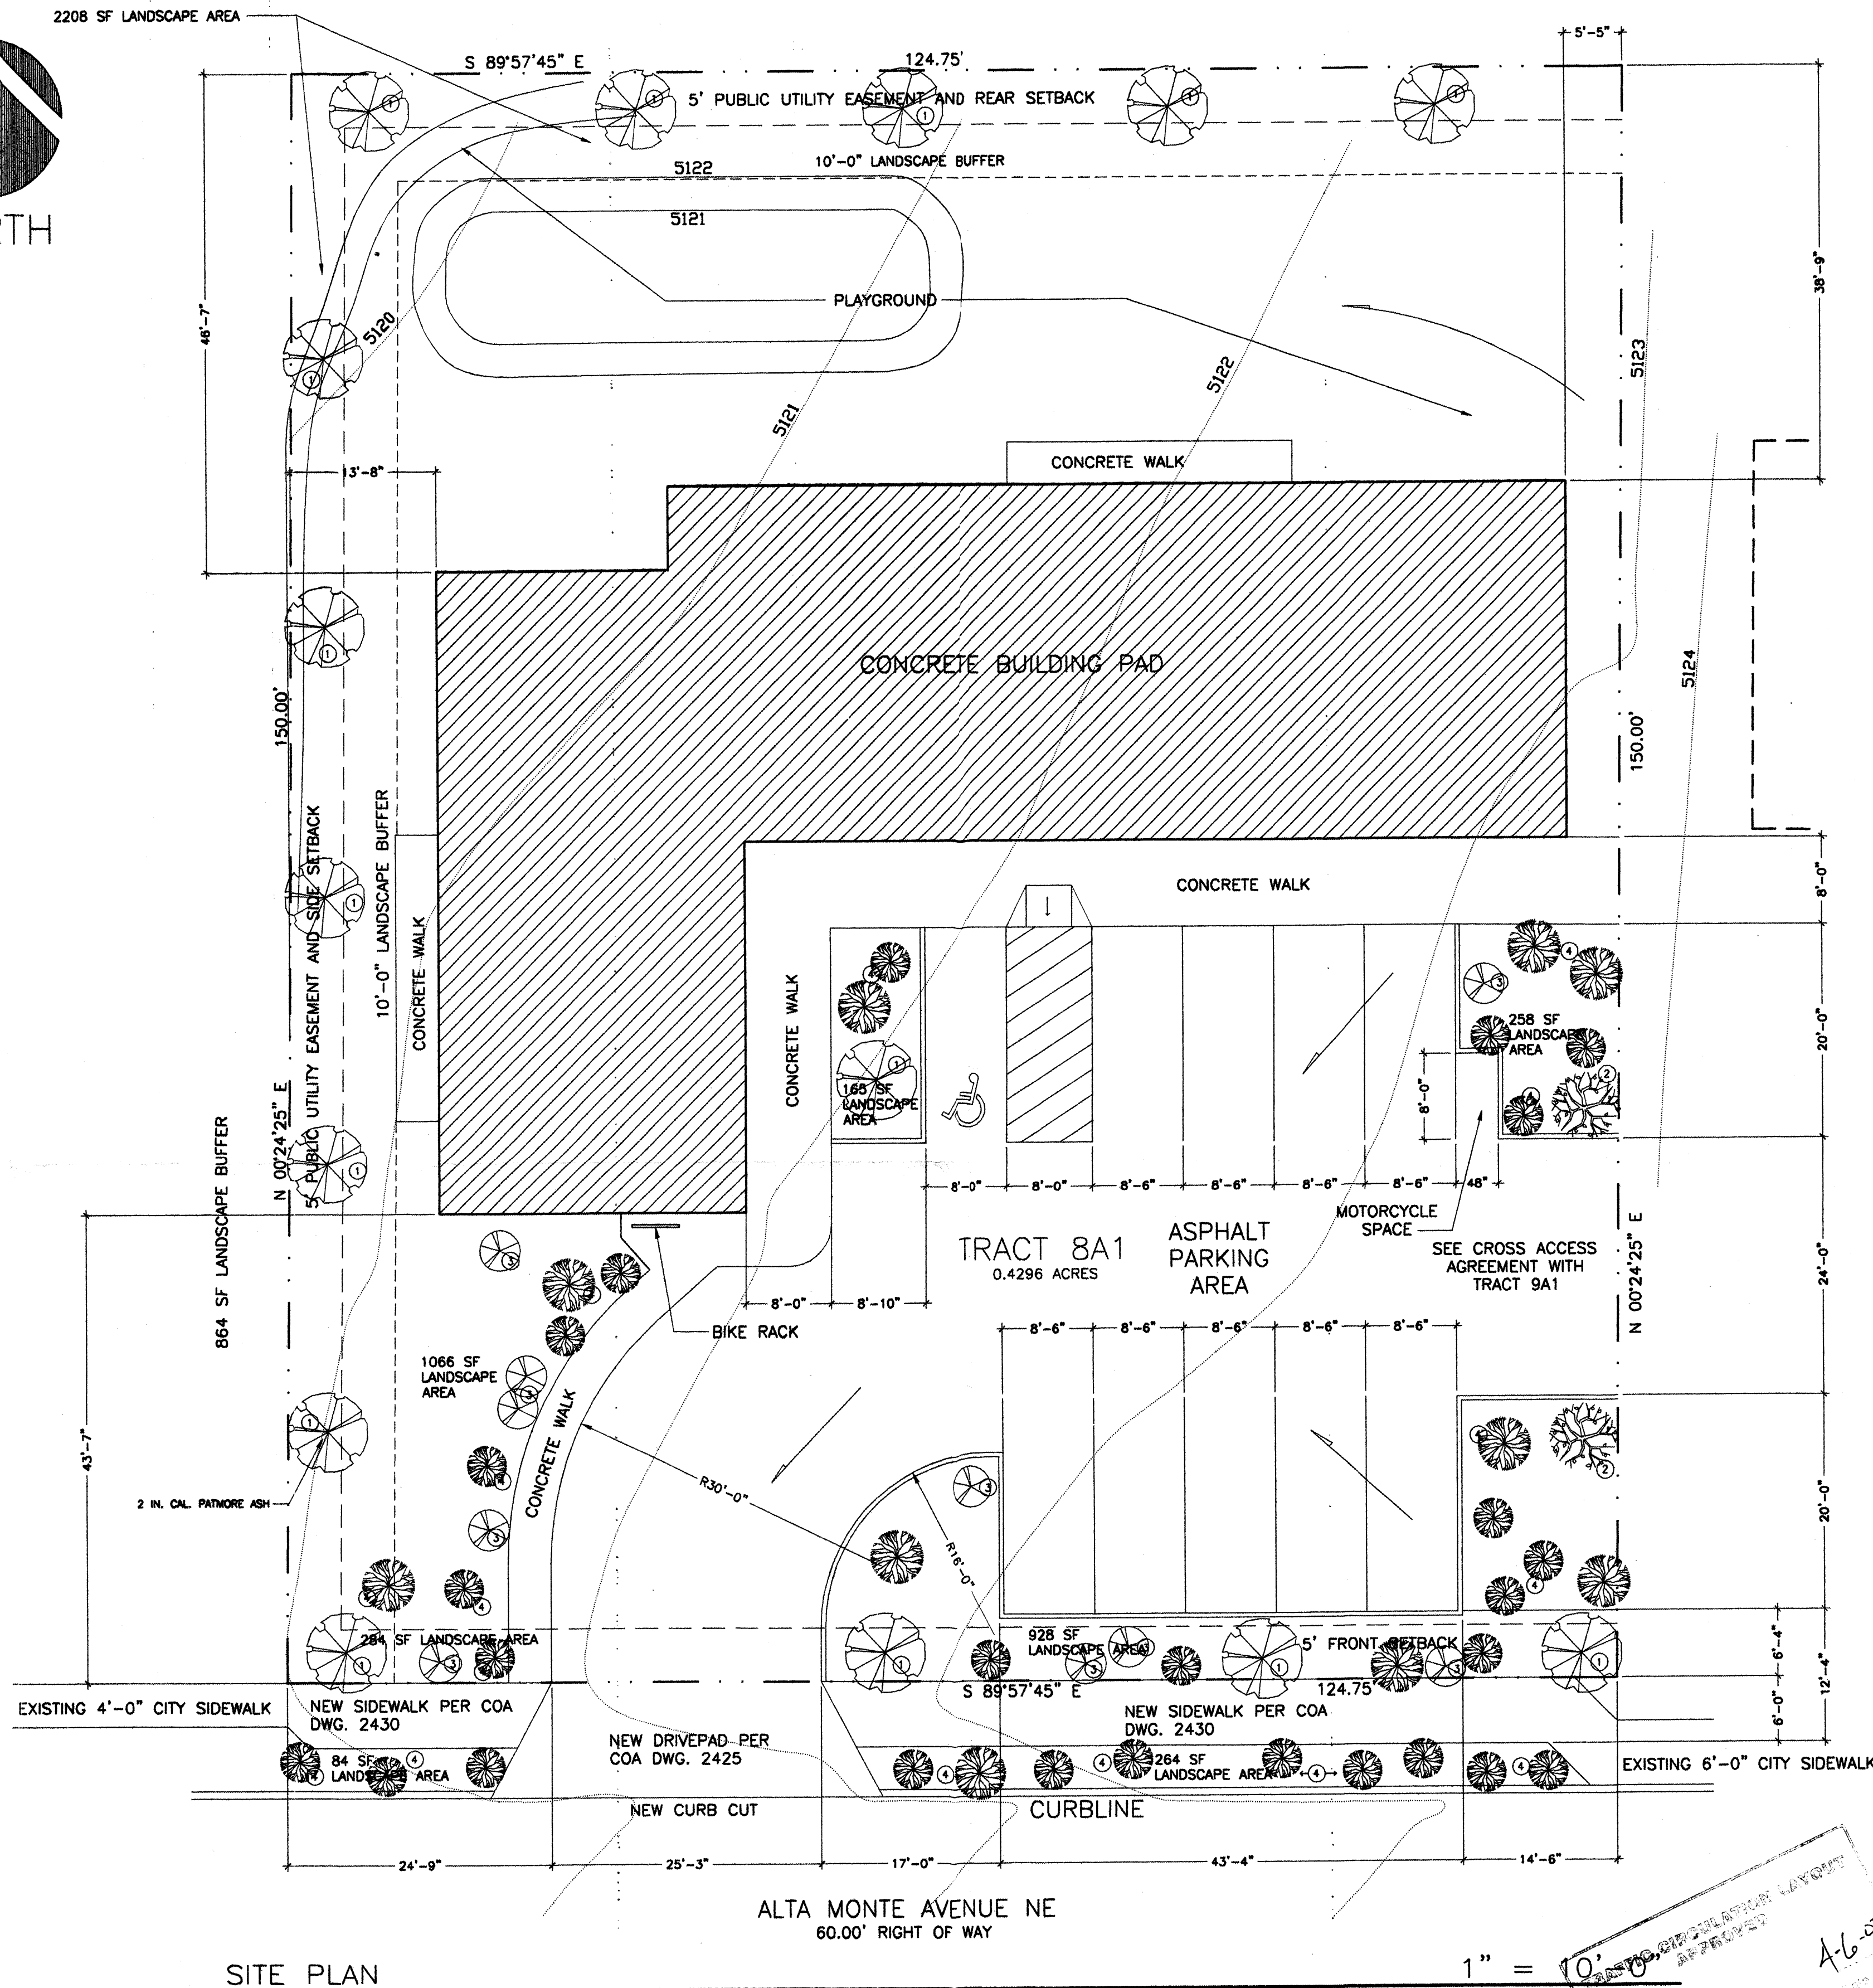 2208 SF LANDSCAPE AREA
5'-5"
S 89°57'45" E
124.75'
5' PUBLIC UTILITY EASEMENT AND REAR SETBACK
10'-0" LANDSCAPE BUFFER
5122
5121
PLAYGROUND
46'-7"
38'-9"
5120
5121
5122
5123
5124
13'-8"
CONCRETE WALK
CONCRETE BUILDING PAD
150.00'
150.00'
5' PUBLIC UTILITY EASEMENT AND SIDE SETBACK
10'-0" LANDSCAPE BUFFER
CONCRETE WALK
N 00°24'25" E
864 SF LANDSCAPE BUFFER
CONCRETE WALK
8'-0"
CONCRETE WALK
165 SF
LANDSCAPE
AREA
258 SF
LANDSCAPE
AREA
20'-0"
8'-0"
8'-0"
8'-0"
8'-6"
8'-6"
8'-6"
8'-6"
48"
MOTORCYCLE
SPACE
TRACT 8A1
0.4296 ACRES
ASPHALT
PARKING
AREA
SEE CROSS ACCESS
AGREEMENT WITH
TRACT 9A1
N 00°24'25" E
24'-0"
8'-0"
8'-10"
BIKE RACK
8'-6"
8'-6"
8'-6"
8'-6"
8'-6"
1066 SF
LANDSCAPE
AREA
CONCRETE WALK
43'-7"
R30'-0"
R16'-0"
2 IN. CAL. PATMORE ASH
20'-0"
284 SF LANDSCAPE AREA
928 SF
LANDSCAPE AREA
5' FRONT SETBACK
6'-4"
12'-4"
6'-0"
S 89°57'45" E
124.75'
EXISTING 4'-0" CITY SIDEWALK
NEW SIDEWALK PER COA
DWG. 2430
NEW SIDEWALK PER COA
DWG. 2430
NEW DRIVEPAD PER
COA DWG. 2425
84 SF
LANDSCAPE AREA
264 SF
LANDSCAPE AREA
EXISTING 6'-0" CITY SIDEWALK
NEW CURB CUT
CURBLINE
24'-9"
25'-3"
17'-0"
43'-4"
14'-6"
ALTA MONTE AVENUE NE
60.00' RIGHT OF WAY
TRAFFIC CIRCULATION LAYOUT
APPROVED
SITE PLAN
1" =